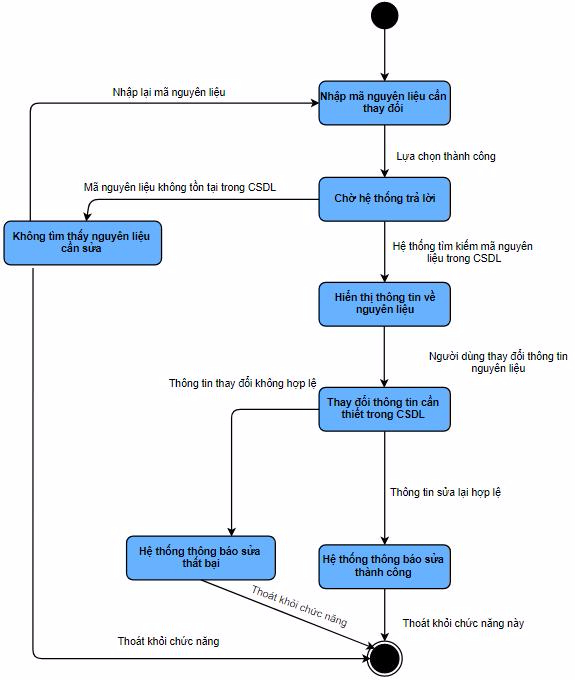 Nhập lại mã nguyên liệu
Nhập mã nguyên liệu cần
thay đổi
Lựa chọn thành công
Mã nguyên liệu không tồn tại trong CSDL
Chờ hệ thống trả lời
Không tìm thấy nguyên liệu
cần sửa
Hệ thống tìm kiếm mã nguyên
liệu trong CSDL
Hiển thị thông tin về
nguyên liệu
Người dùng thay đổi thông tin
nguyên liệu
Thông tin thay đổi không hợp lệ
Thay đổi thông tin cần
thiết trong CSDL
Thông tin sửa lại hợp lệ
Hệ thống thông báo sửa
thất bại
Hệ thống thông báo sửa
thành công
Thoát khỏi chức năng
Thoát khỏi chức năng này
Thoát khỏi chức năng